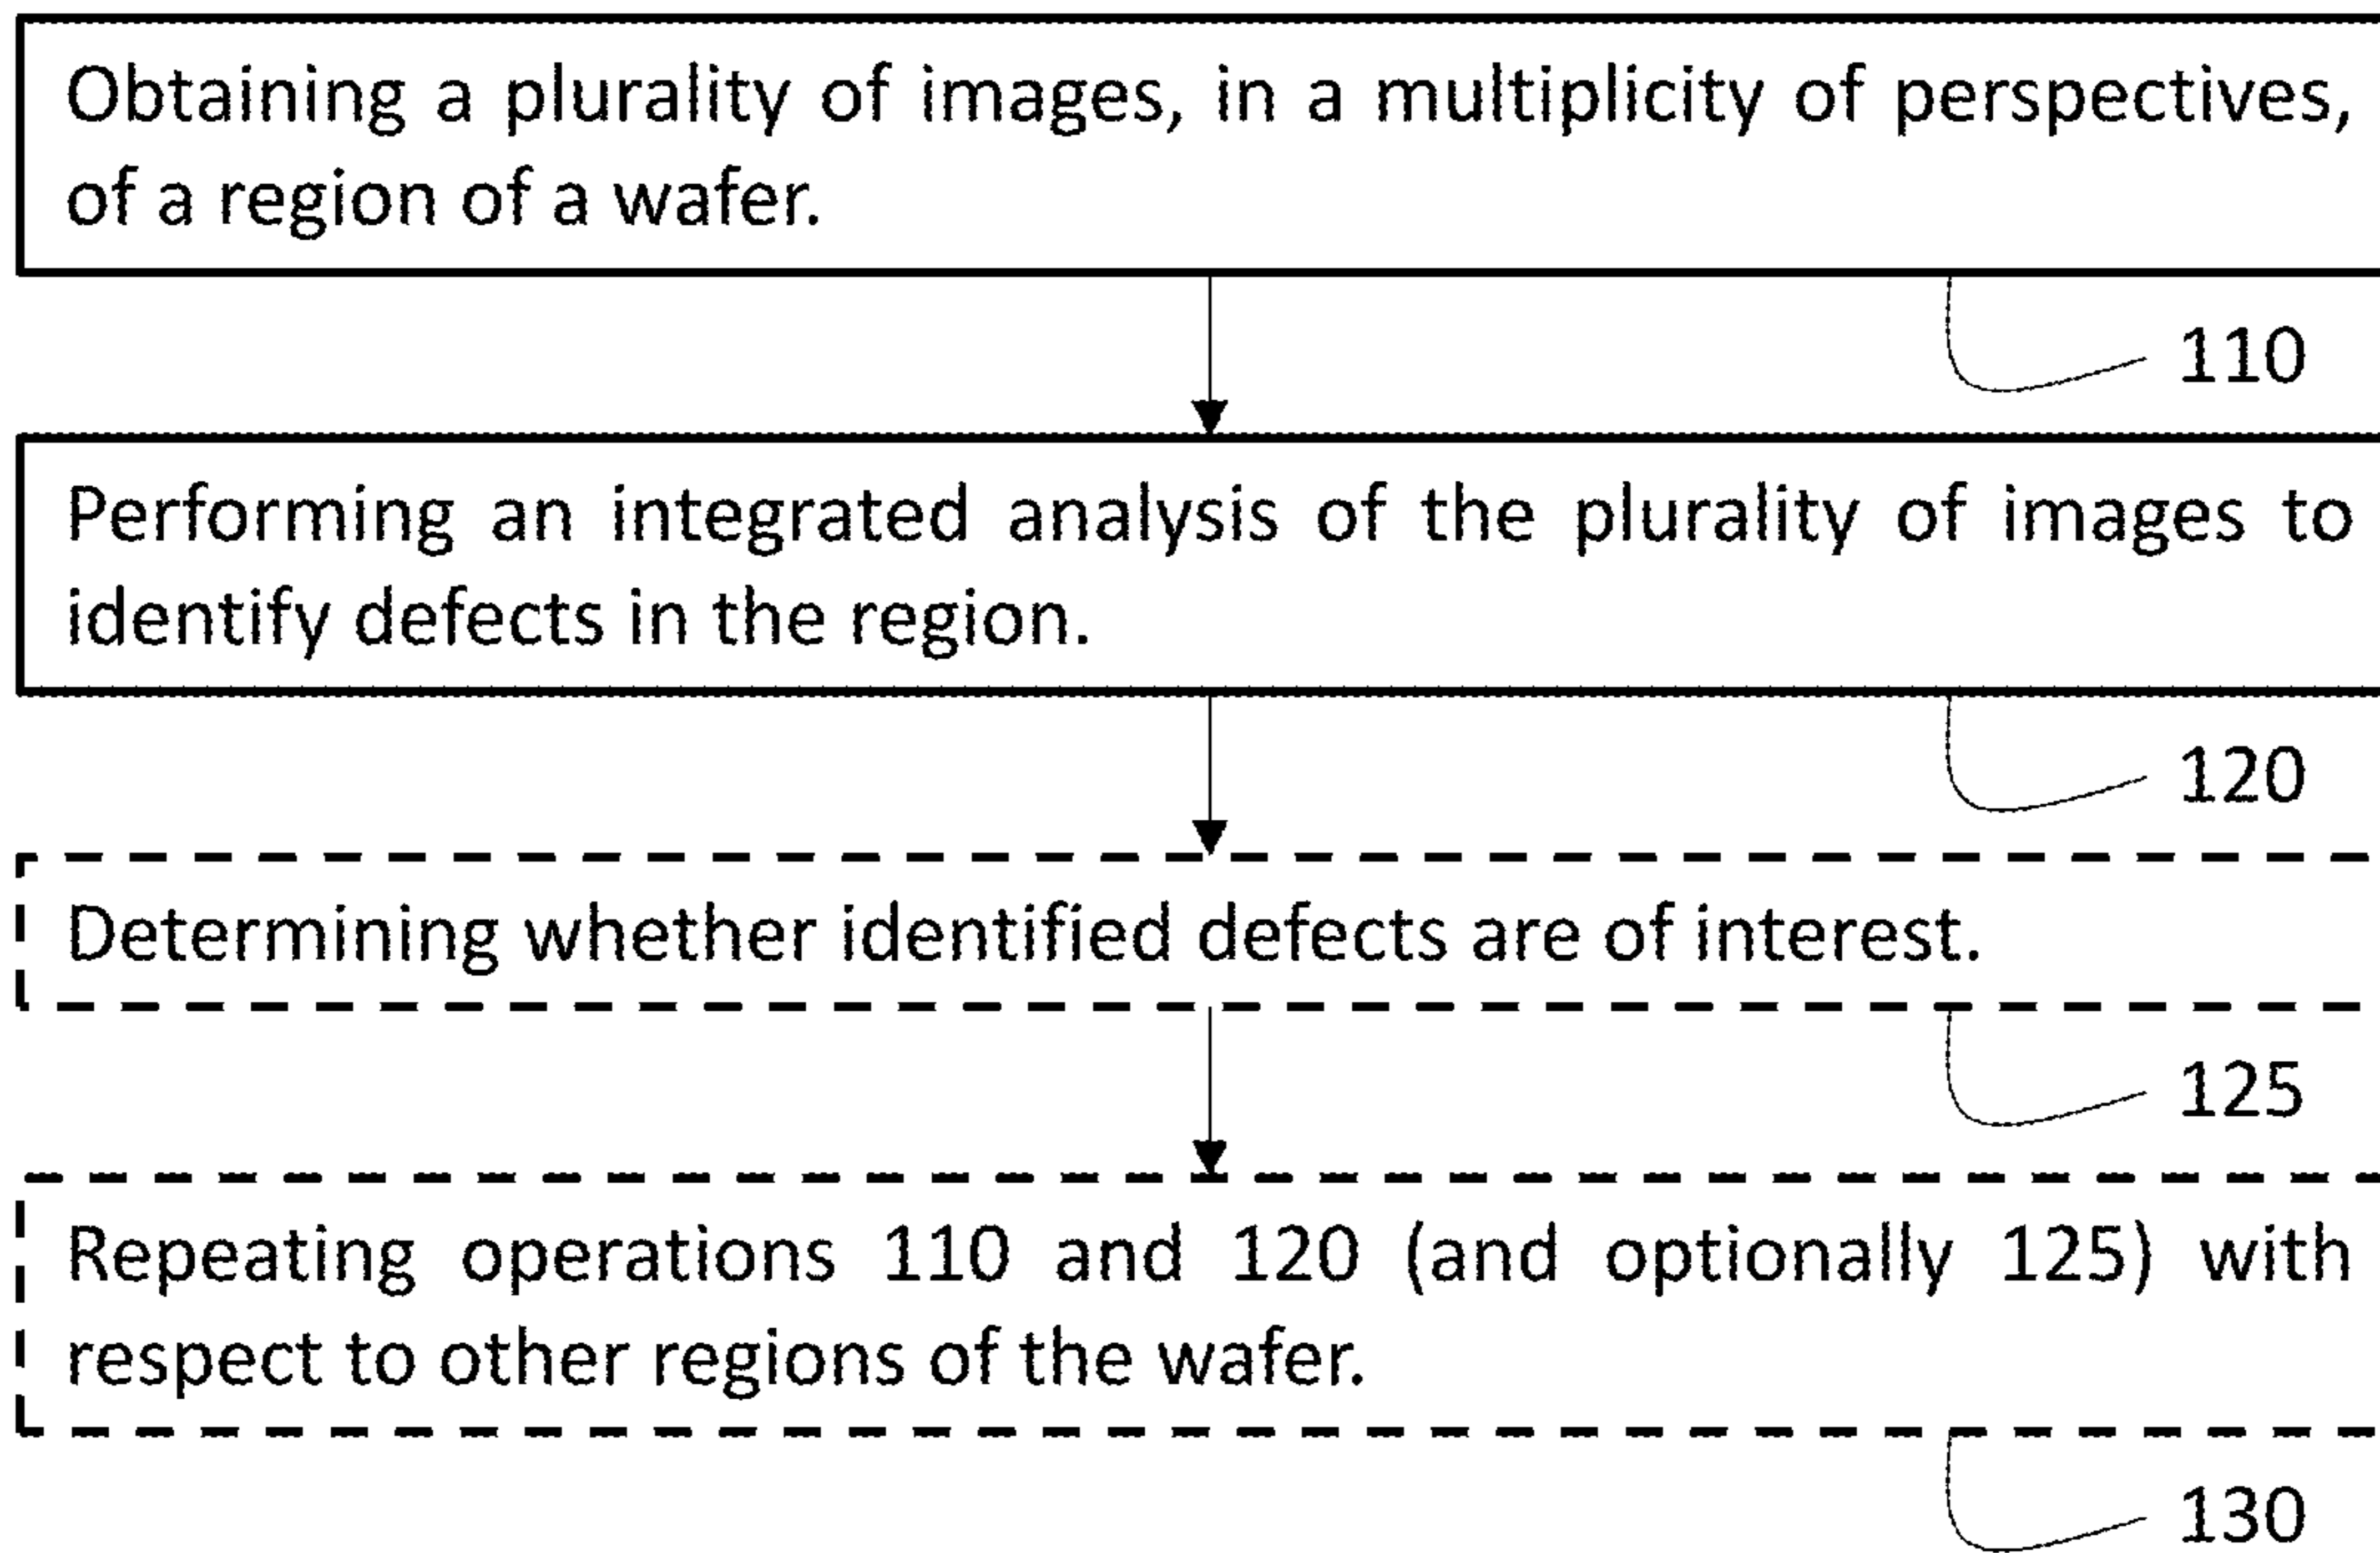 Obtaining a plurality of images, in a multiplicity of perspectives,
of a region of a wafer.
110
Performing an integrated analysis of the plurality of images to
identify defects in the region.
120
Determining whether identified defects are of interest.
125
Repeating operations 110 and 120 (and optionally 125) with
respect to other regions of the wafer.
130